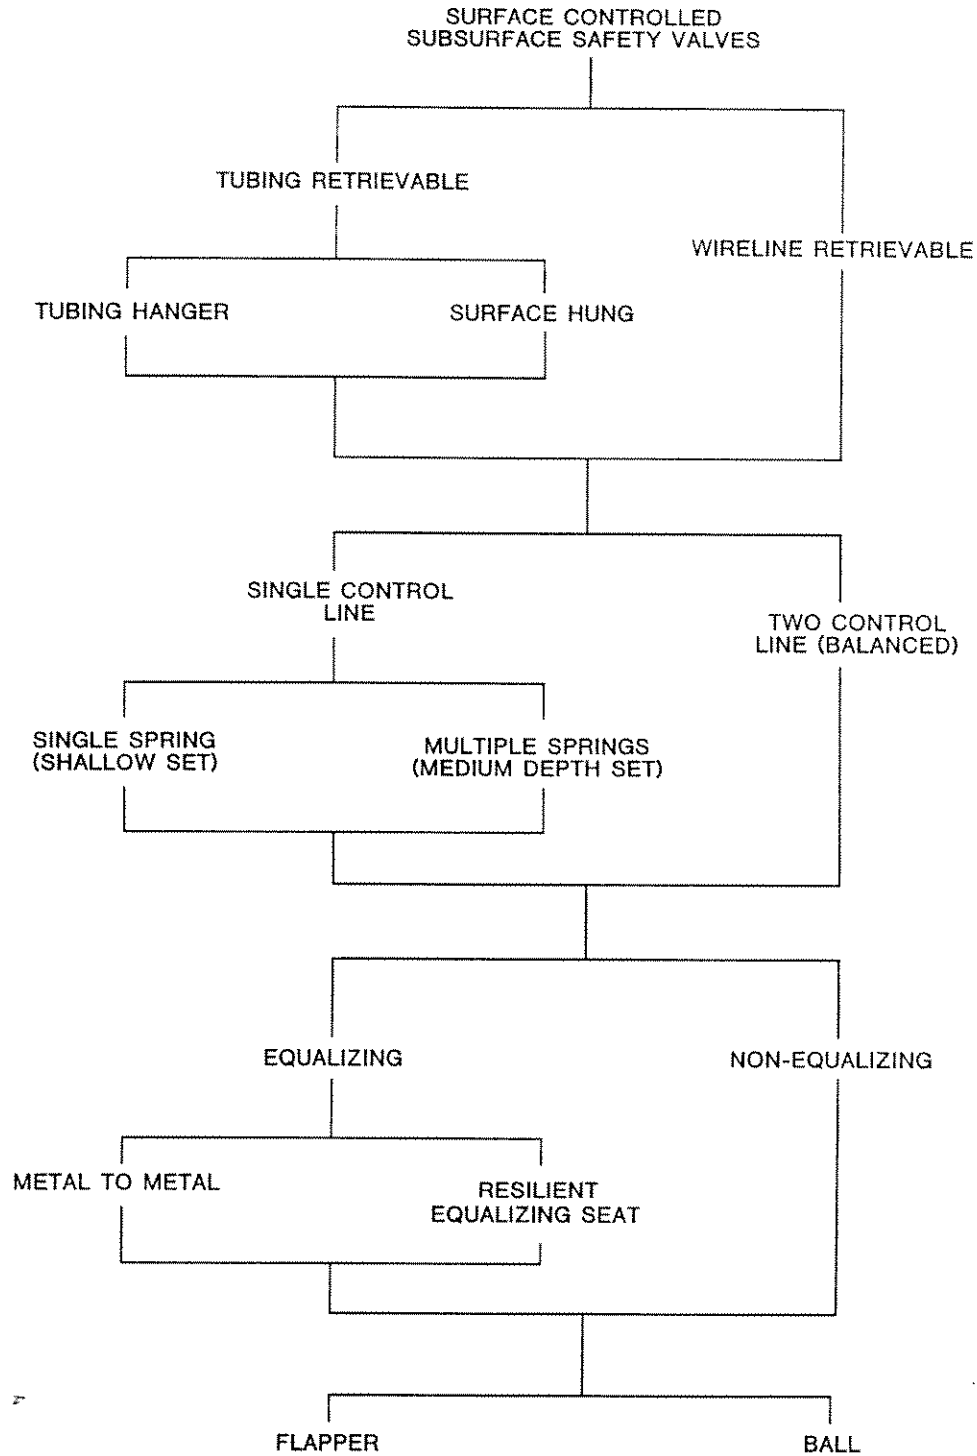 SURFACE CONTROLLED
SUBSURFACE SAFETY VALVES
TUBING RETRIEVABLE
WIRELINE RETRIEVABLE
TUBING HANGER
SURFACE HUNG
SINGLE CONTROL
LINE
TWO CONTROL
LINE (BALANCED)
SINGLE SPRING
(SHALLOW SET)
MULTIPLE SPRINGS
(MEDIUM DEPTH SET)
EQUALIZING
NON-EQUALIZING
METAL TO METAL
RESILIENT
EQUALIZING SEAT
FLAPPER
BALL